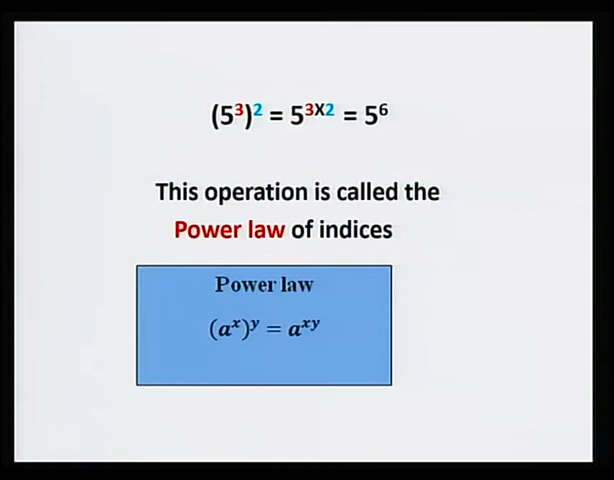 (5³)² = 5³ˣ² = 5⁶
This operation is called the
Power law of indices
Power law
(aˣ)ʸ = aˣʸ